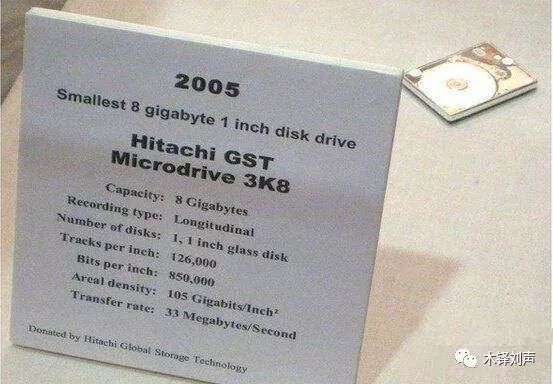 2005
Smallest 8 gigabyte 1 inch disk drive
Hitachi GST
Microdrive 3K8
Capacity: 8 Gigabytes
Recording type: Longitudinal
Number of disks: 1, 1 inch glass disk
Tracks per inch: 126,000
Bits per inch: 850,000
Areal density: 105 Gigabits/Inch²
Transfer rate: 33 Megabytes/Second
Donated by Hitachi Global Storage Technology
木铎刘声